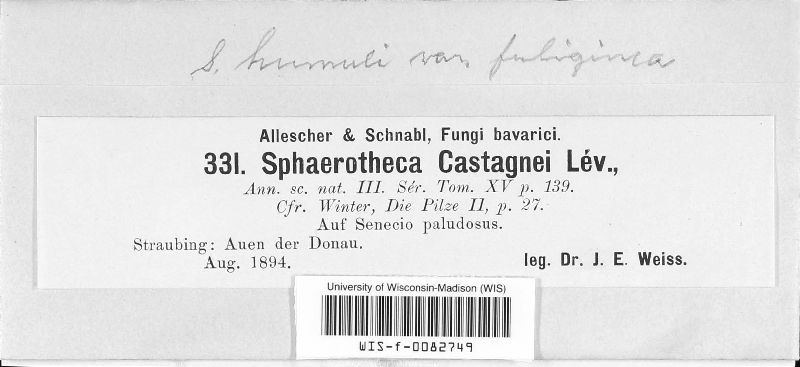 S. humuli var. fuliginea
Allescher & Schnabl, Fungi bavarici.
331. Sphaerotheca Castagnei Lév.,
Ann. sc. nat. III. Sér. Tom. XV p. 139.
Cfr. Winter, Die Pilze II, p. 27.
Auf Senecio paludosus.
Straubing: Auen der Donau.
Aug. 1894.
leg. Dr. J. E. Weiss.
University of Wisconsin-Madison (WIS)
WIS-f-0082749